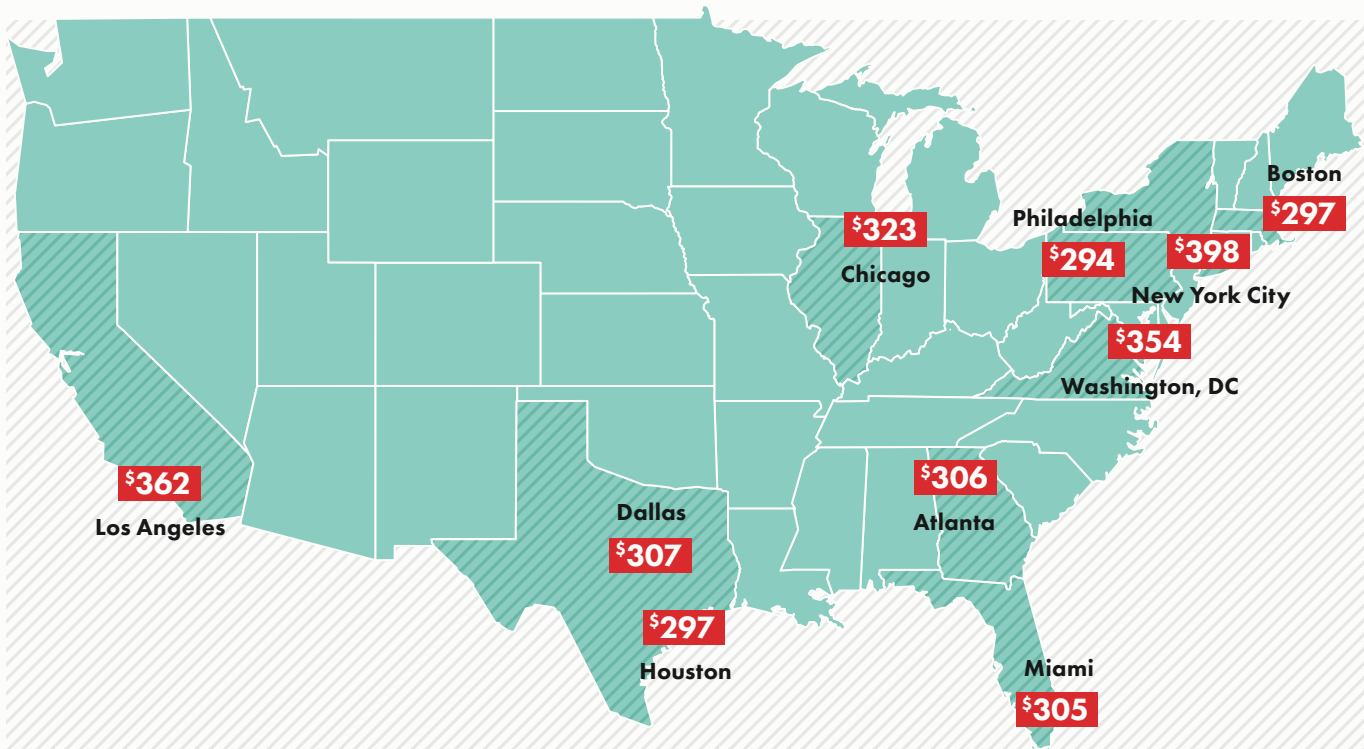 Boston
$297
Philadelphia
$294
$398
New York City
$323
Chicago
$354
Washington, DC
$362
Los Angeles
$306
Atlanta
Dallas
$307
$297
Houston
Miami
$305